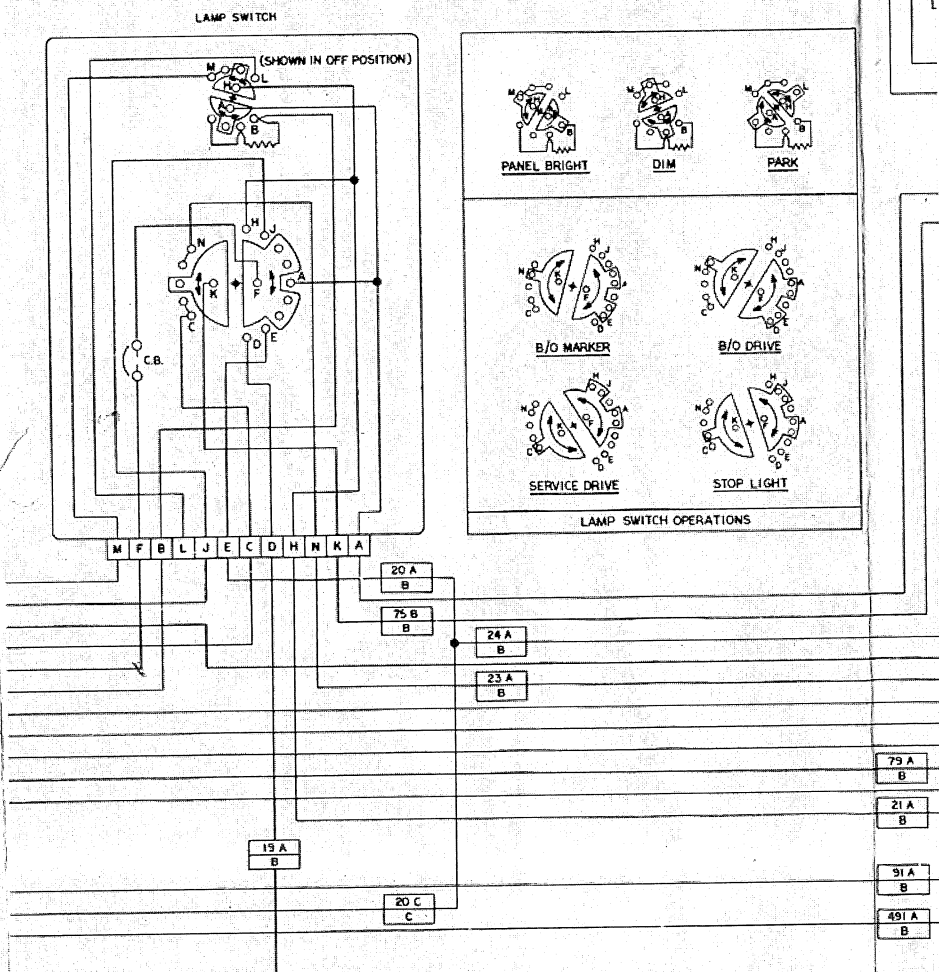 LAMP SWITCH
(SHOWN IN OFF POSITION)
M
L
H
A
B
H
J
N
K
F
A
C
D
E
C.B.
M F B L J E C D H N K A
M
L
H
K
B
PANEL BRIGHT
M
L
H
B
DIM
M
L
H
K
B
PARK
H
J
N
K
F
A
C
E
D
B/O MARKER
H
J
N
K
F
A
C
E
D
B/O DRIVE
H
J
N
K
F
A
C
E
D
SERVICE DRIVE
H
J
N
K
F
A
C
E
D
STOP LIGHT
LAMP SWITCH OPERATIONS
20 A
B
75 B
B
24 A
B
23 A
B
79 A
B
21 A
B
19 A
B
91 A
B
20 C
C
491 A
B
L